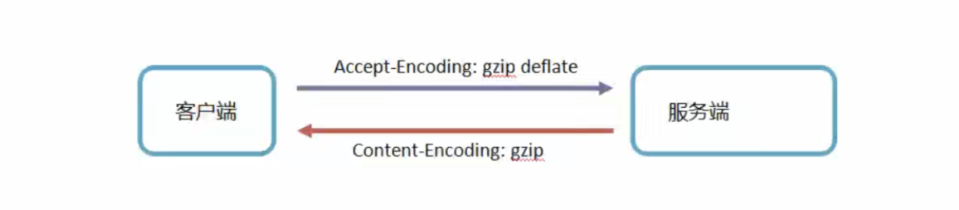 Accept-Encoding: gzip deflate
客户端
服务端
Content-Encoding: gzip